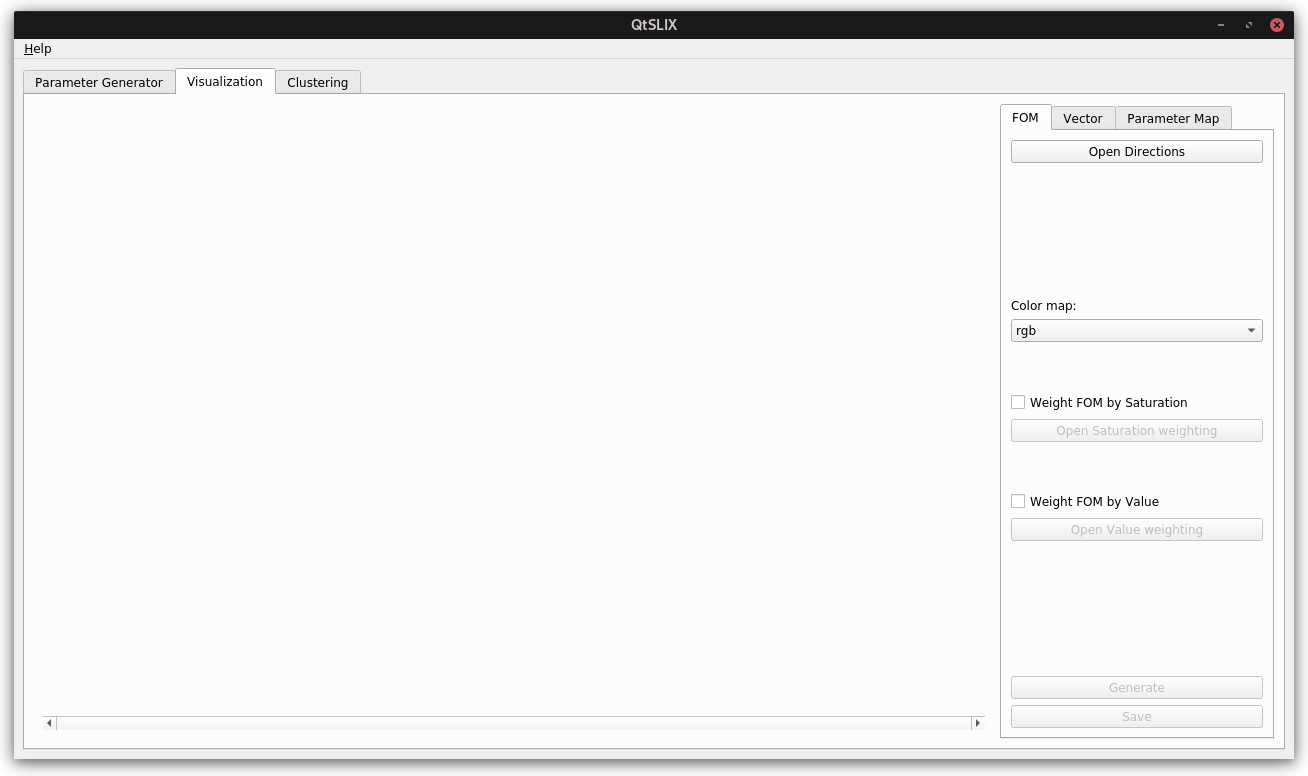 QtSLIX
Help
Parameter Generator
Visualization
Clustering
FOM
Vector
Parameter Map
Open Directions
Color map:
rgb
Weight FOM by Saturation
Open Saturation weighting
Weight FOM by Value
Open Value weighting
Generate
Save